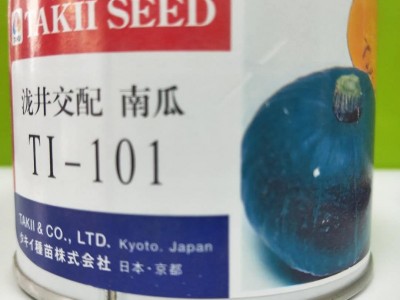 TAKII SEED
泷井交配 南瓜
TI-101
TAKII & CO., LTD. Kyoto. Japan
タキイ種苗株式会社 日本·京都